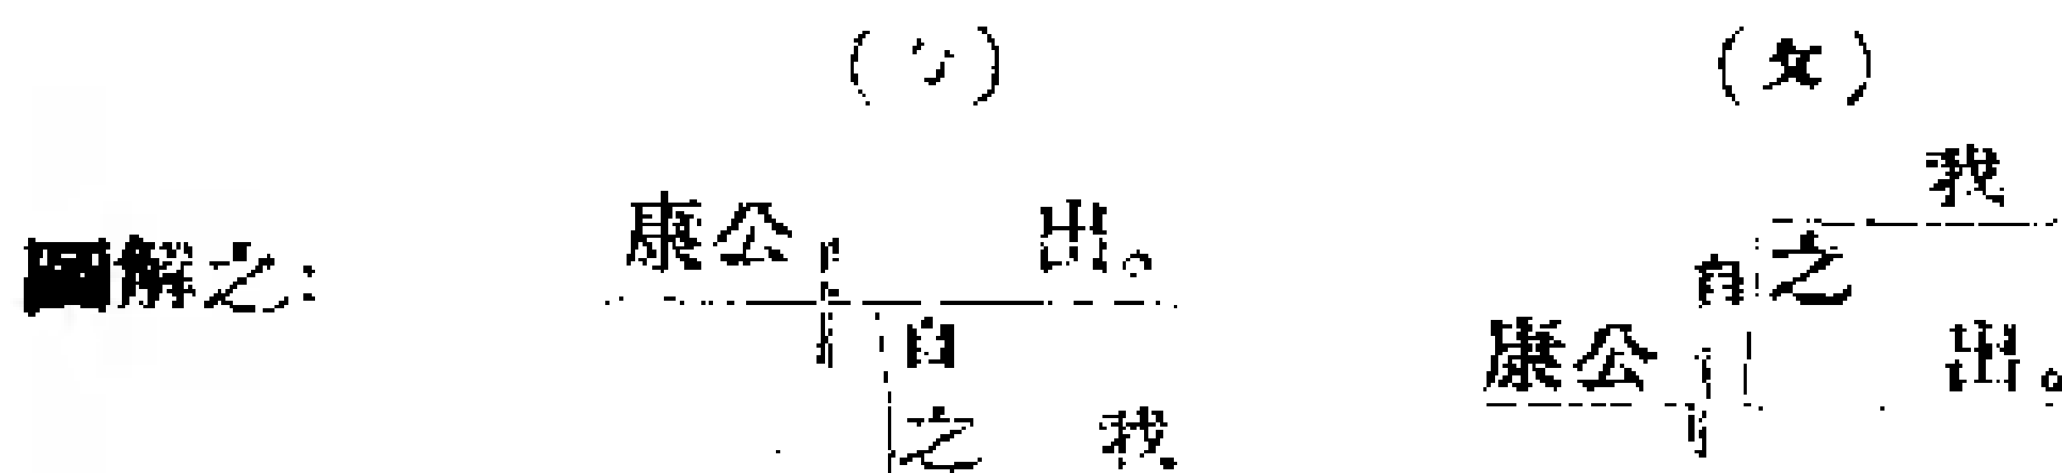 (ㄅ) (ㄆ)
圖解之: 康公 出。 我
自 之
自 康公 出。
之 我